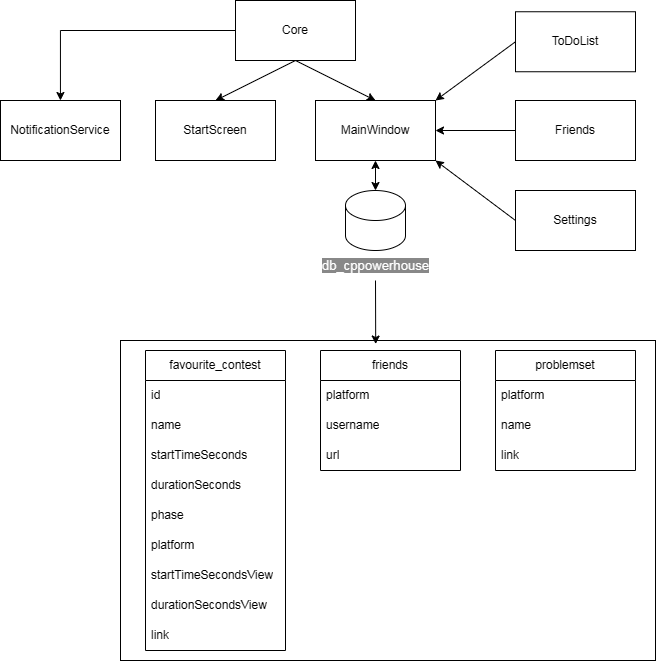 Core
ToDoList
NotificationService
StartScreen
MainWindow
Friends
Settings
db_cppowerhouse
favourite_contest
id
name
startTimeSeconds
durationSeconds
phase
platform
startTimeSecondsView
durationSecondsView
link
friends
platform
username
url
problemset
platform
name
link